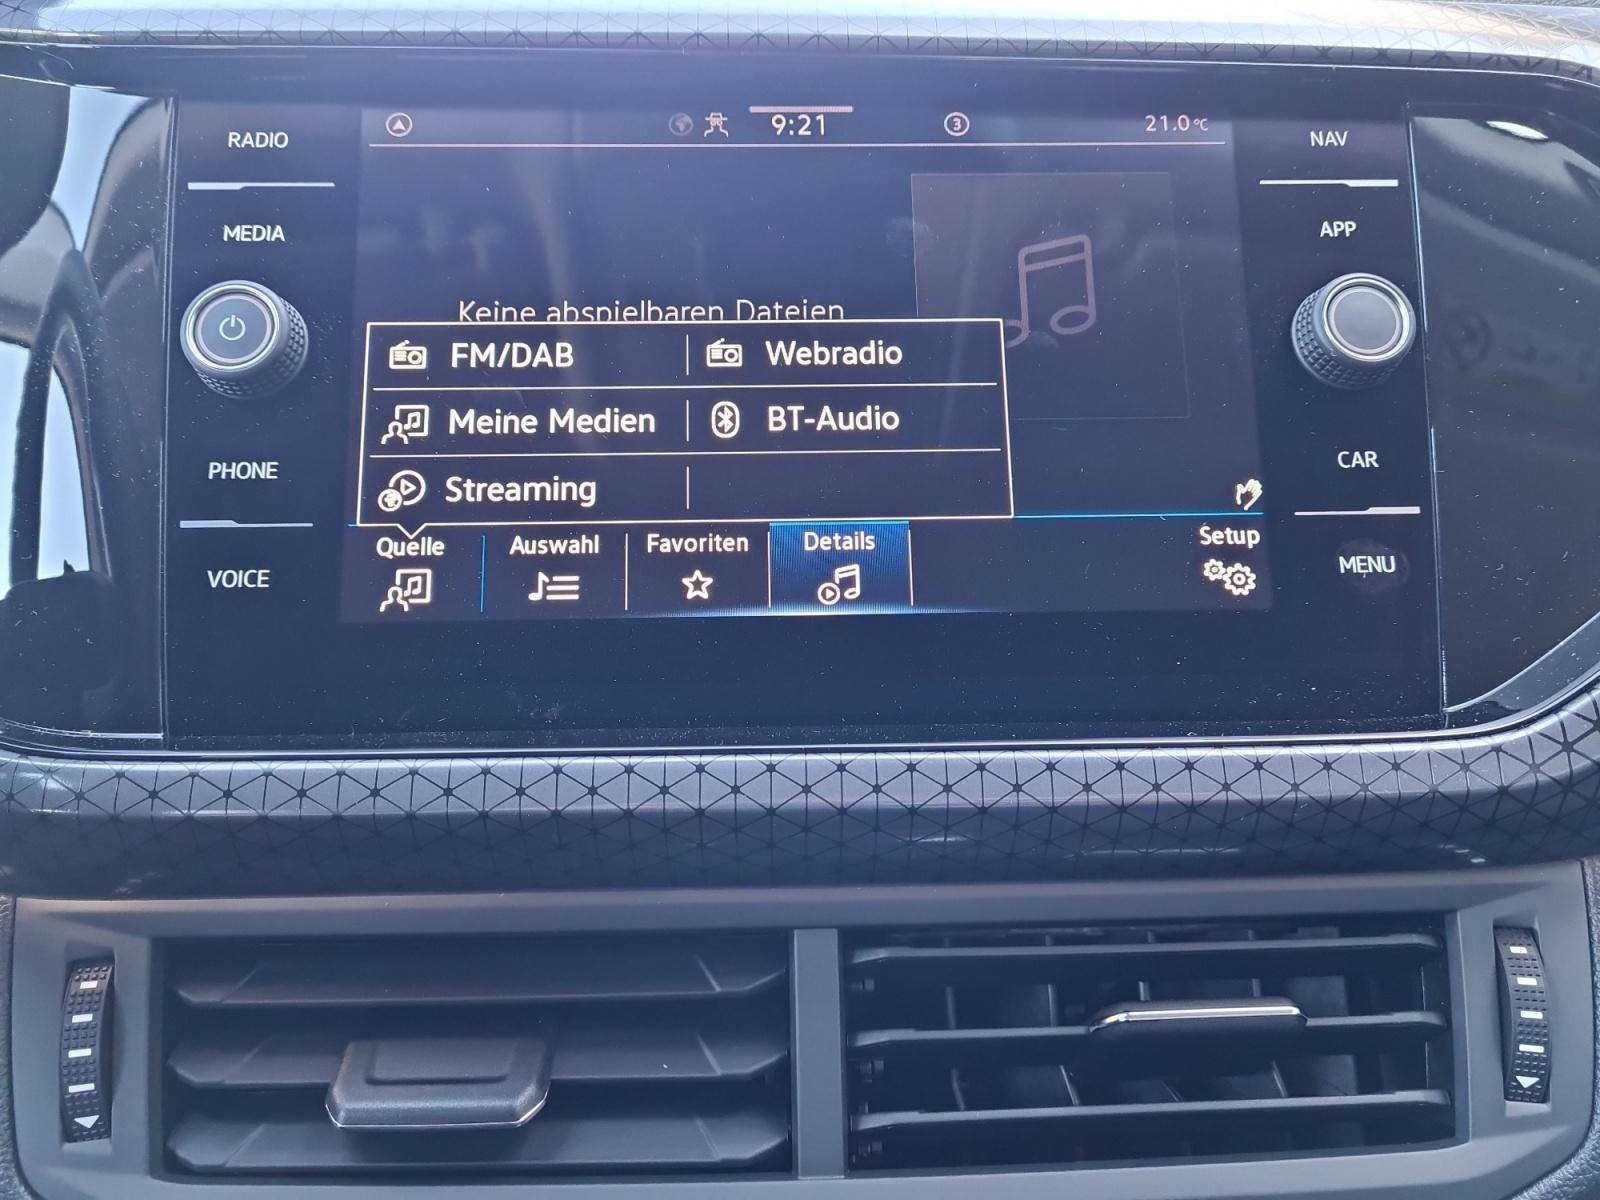 RADIO
9:21
3
21.0°C
NAV
MEDIA
APP
Keine abspielbaren Dateien
FM/DAB
Webradio
Meine Medien
BT-Audio
PHONE
CAR
Streaming
Quelle
Auswahl
Favoriten
Details
Setup
VOICE
MENU